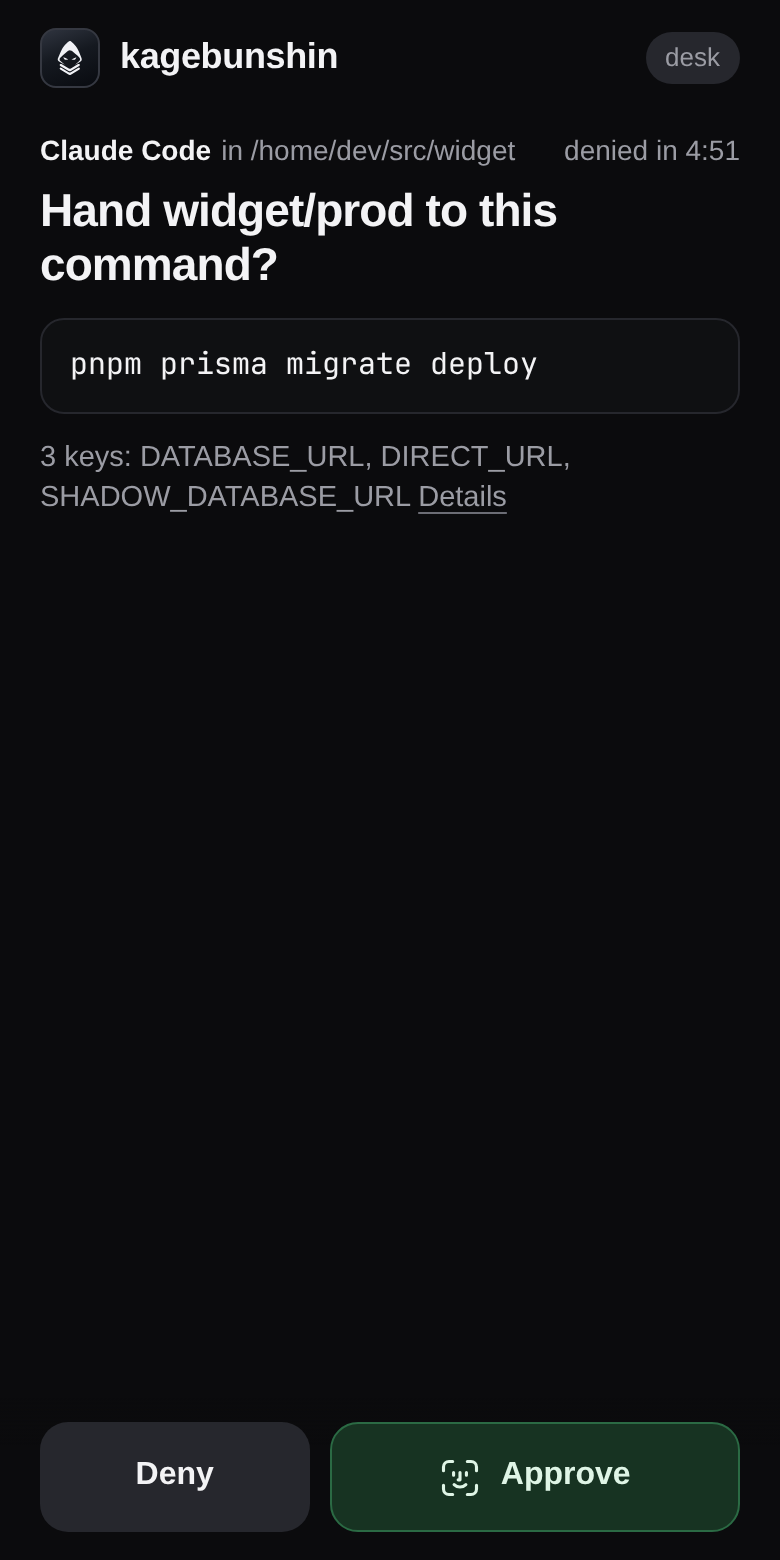 kagebunshin
desk
Claude Code in /home/dev/src/widget denied in 4:51
Hand widget/prod to this
command?
pnpm prisma migrate deploy
3 keys: DATABASE_URL, DIRECT_URL,
SHADOW_DATABASE_URL Details
Deny
Approve